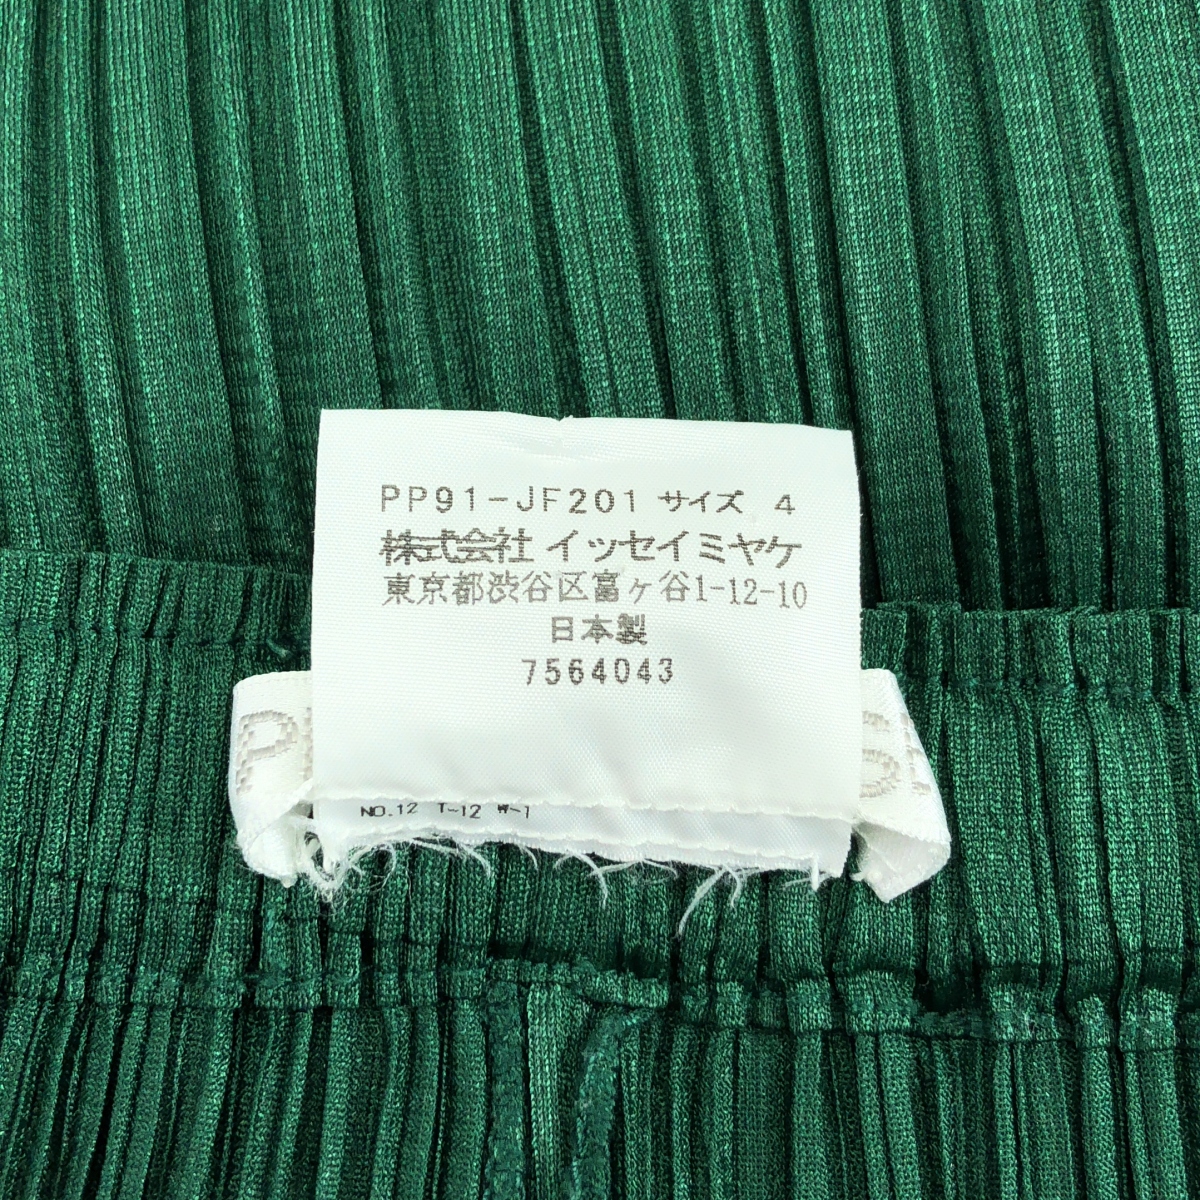 PP91-JF201 サイズ 4
株式会社 イッセイミヤケ
東京都渋谷区富ヶ谷1-12-10
日本製
7564043
NO.12 T-12 W-1